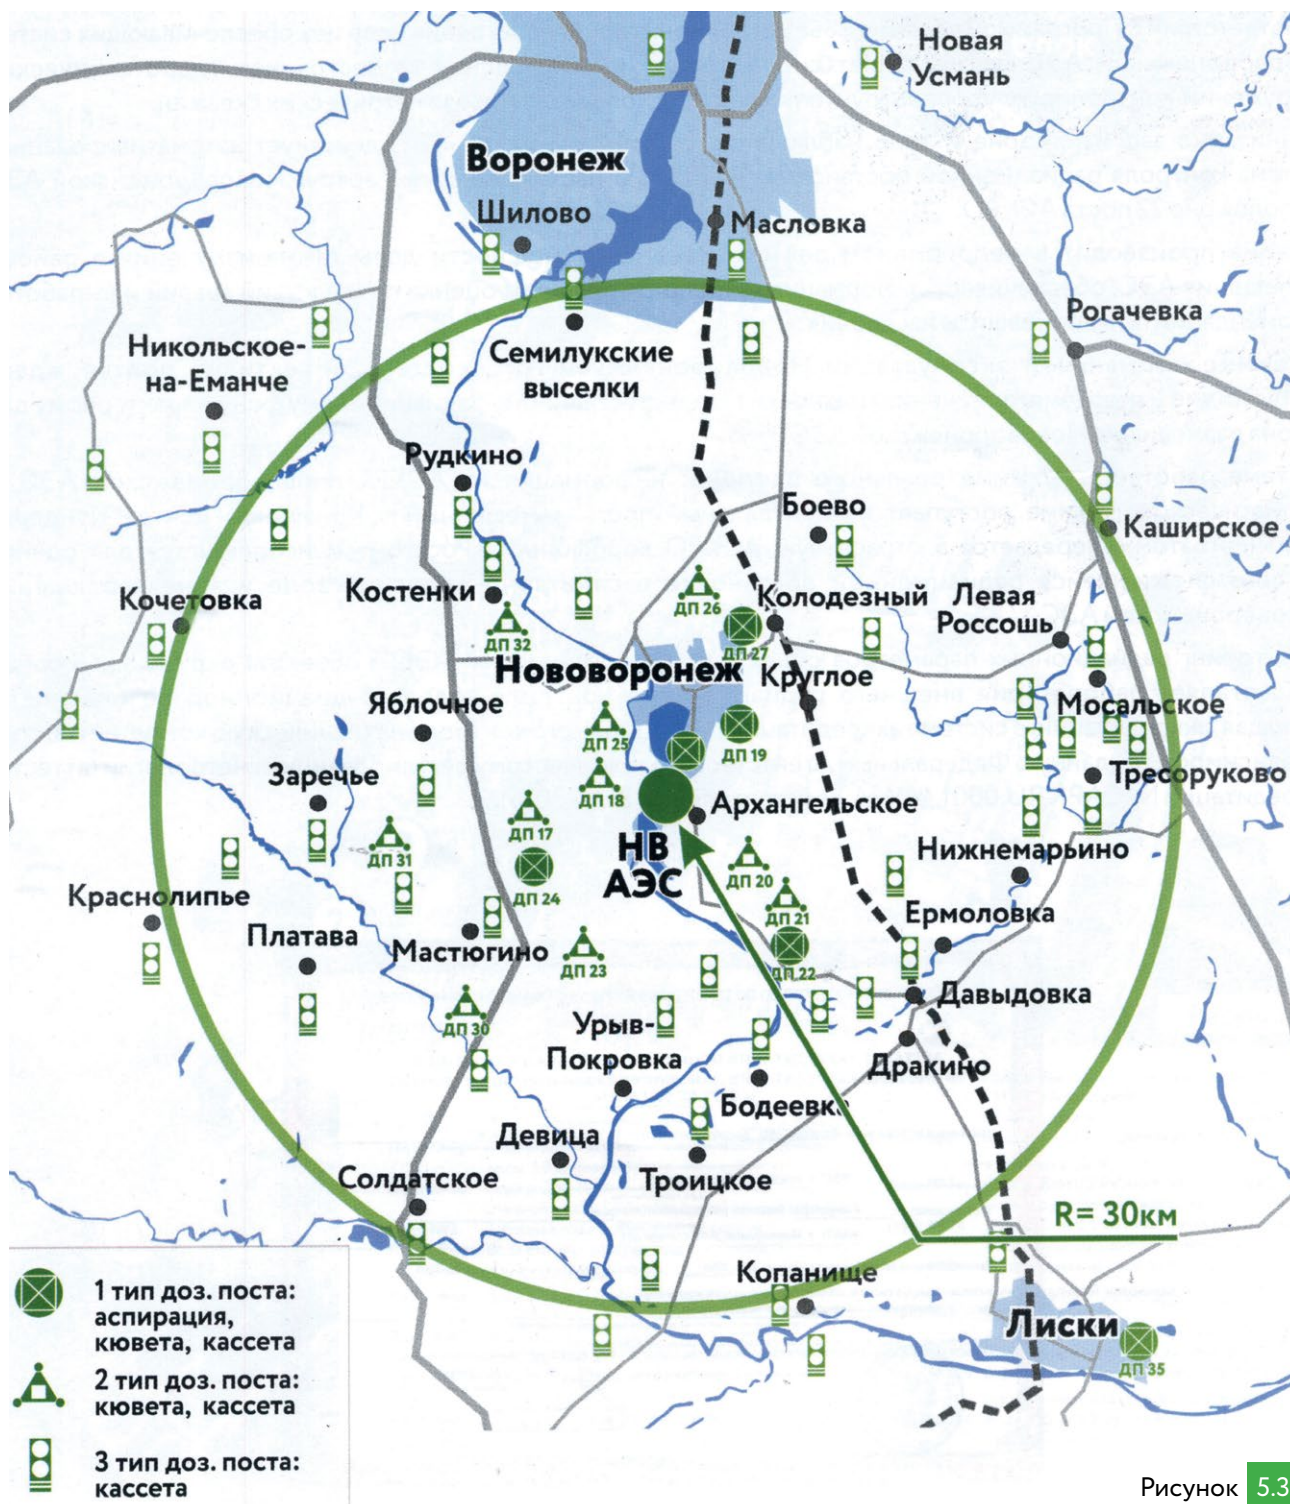 Новая
Усмань
Воронеж
Шилово
Масловка
Рогачевка
Никольское-
на-Еманче
Семилукские
выселки
Рудкино
Боево
Каширское
Костенки
Кочетовка
ДП 26
Колодезный
Левая
Россошь
ДП 32
ДП 27
Нововоронеж
Круглое
Яблочное
Мосальское
ДП 25
ДП 19
Заречье
Тресоруково
ДП 18
Архангельское
ДП 17
НВ
АЭС
Нижнемарьино
ДП 31
ДП 20
ДП 24
Краснолипье
Ермоловка
ДП 21
Платава
Мастюгино
ДП 23
ДП 22
Давыдовка
ДП 30
Урыв-
Покровка
Дракино
Бодеевка
Девица
Солдатское
Троицкое
R= 30км
Копанище
Лиски
ДП 35
1 тип доз. поста:
аспирация,
кювета, кассета
2 тип доз. поста:
кювета, кассета
3 тип доз. поста:
кассета
Рисунок 5.3